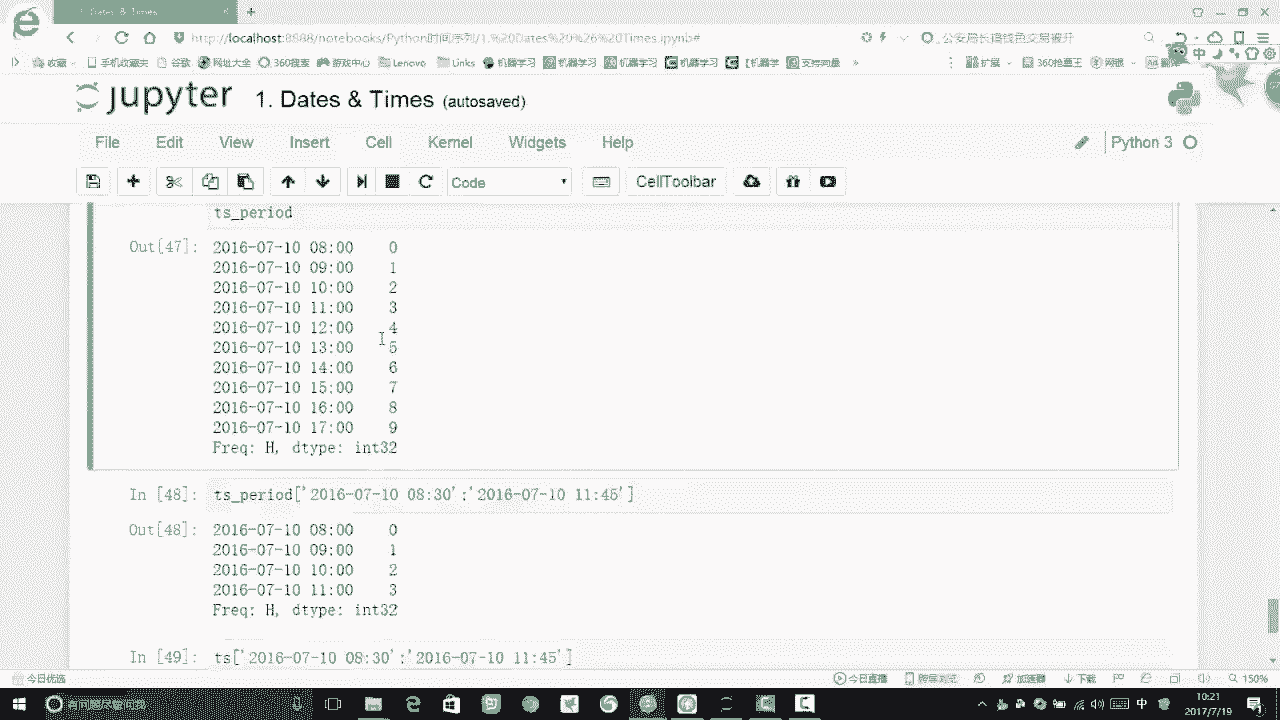 1. Dates & Times
http://localhost:8888/notebooks/Python时间序列/1.%20Dates%20%26%20Times.ipynb#
公安局长搞钱色交易被开
收藏 手机收藏夹 谷歌 网址大全 360搜索 游戏中心 Lenovo Links 机器学习 机器学习 机器学习 机器学习 【机器学 支持向量 » 扩展 360抢票王 网银
jupyter 1. Dates & Times (autosaved)
File Edit View Insert Cell Kernel Widgets Help Python 3
Code CellToolbar
ts_period
Out[47]: 2016-07-10 08:00 0
2016-07-10 09:00 1
2016-07-10 10:00 2
2016-07-10 11:00 3
2016-07-10 12:00 4
2016-07-10 13:00 5
2016-07-10 14:00 6
2016-07-10 15:00 7
2016-07-10 16:00 8
2016-07-10 17:00 9
Freq: H, dtype: int32
In [48]: ts_period['2016-07-10 08:30':'2016-07-10 11:45']
Out[48]: 2016-07-10 08:00 0
2016-07-10 09:00 1
2016-07-10 10:00 2
2016-07-10 11:00 3
Freq: H, dtype: int32
In [49]: ts['2016-07-10 08:30':'2016-07-10 11:45']
今日优选 今日直播 跨屏浏览 加速器 下载 150%
中 10:21
2017/7/19